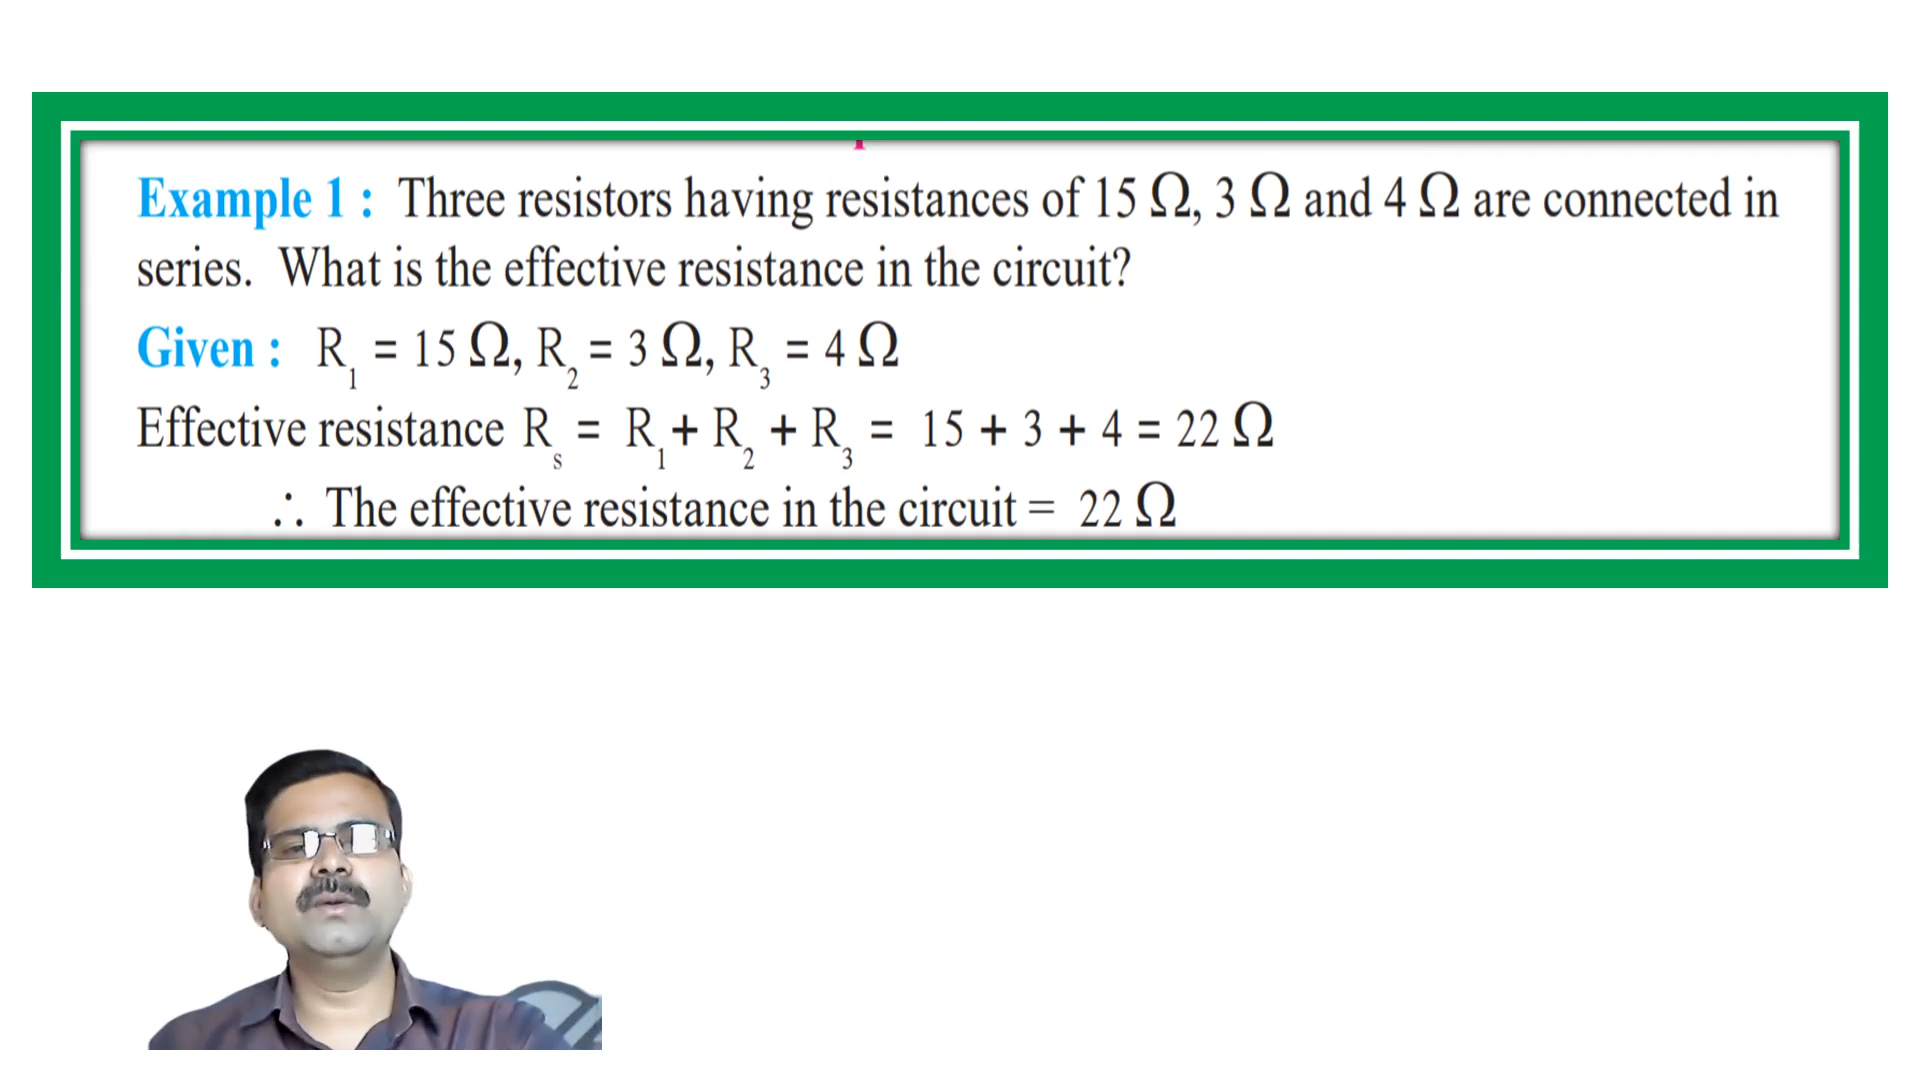 Example 1 : Three resistors having resistances of 15 Ω, 3 Ω and 4 Ω are connected in
series. What is the effective resistance in the circuit?
Given : R₁ = 15 Ω, R₂ = 3 Ω, R₃ = 4 Ω
Effective resistance Rₛ = R₁ + R₂ + R₃ = 15 + 3 + 4 = 22 Ω
∴ The effective resistance in the circuit = 22 Ω